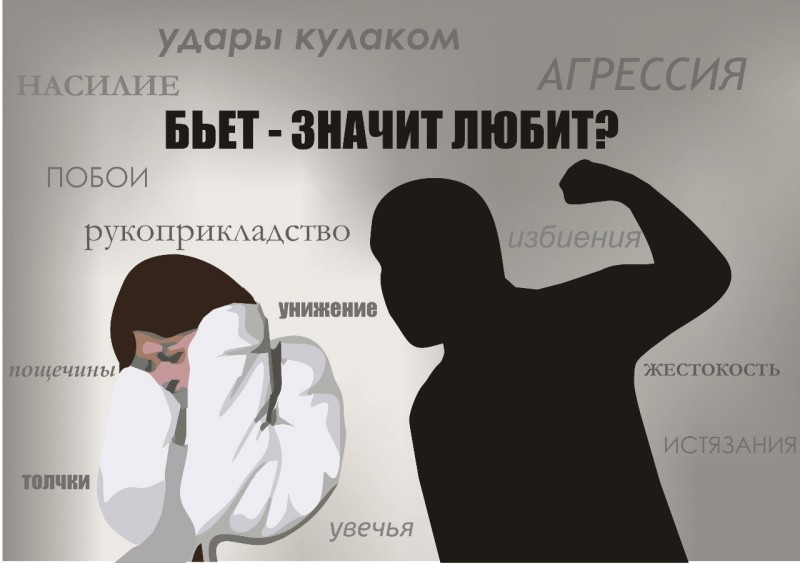 удары кулаком
НАСИЛИЕ
АГРЕССИЯ
БЬЕТ - ЗНАЧИТ ЛЮБИТ?
ПОБОИ
рукоприкладство
избиения
унижение
пощечины
жестокость
ИСТЯЗАНИЯ
толчки
увечья